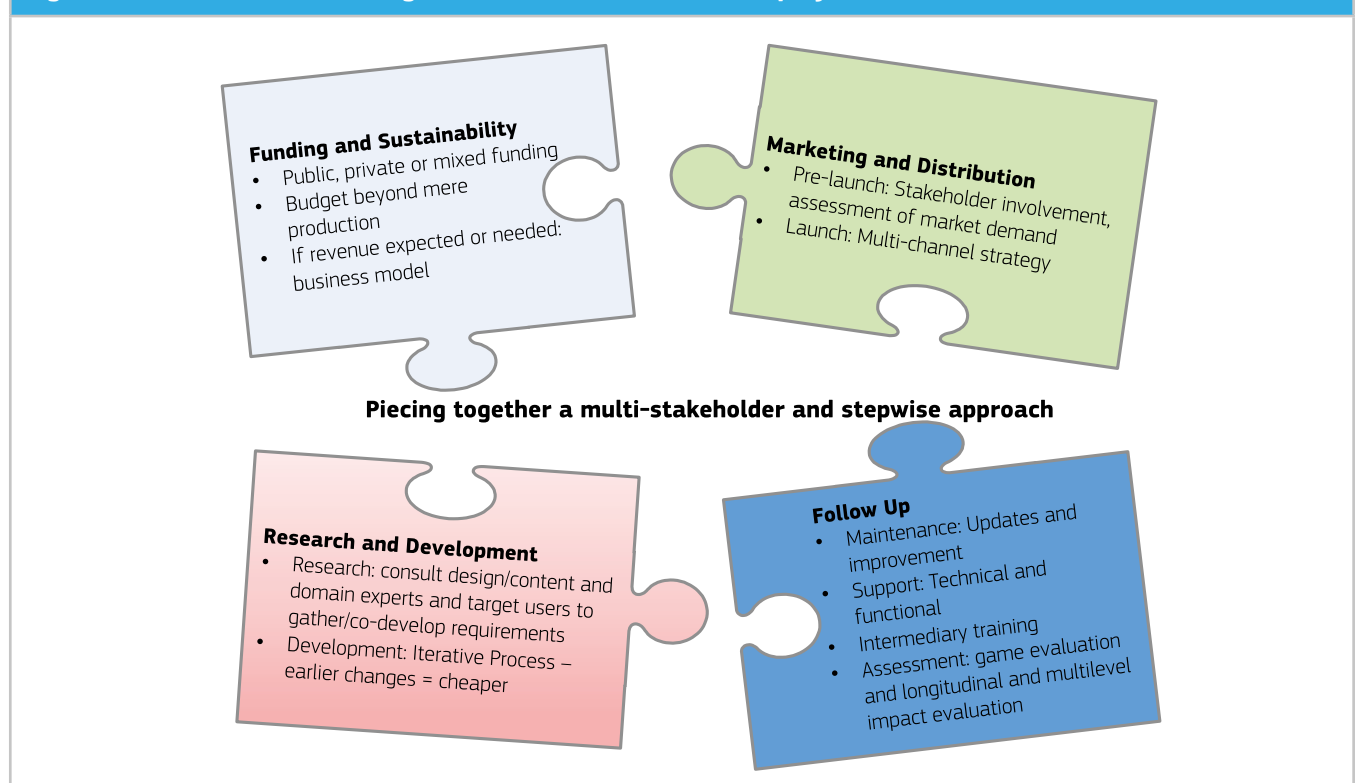 Funding and Sustainability
• Public, private or mixed funding
• Budget beyond mere
production
• If revenue expected or needed:
business model
Marketing and Distribution
• Pre-launch: Stakeholder involvement,
assessment of market demand
• Launch: Multi-channel strategy
Piecing together a multi-stakeholder and stepwise approach
Research and Development
• Research: consult design/content and
domain experts and target users to
gather/co-develop requirements
• Development: Iterative Process –
earlier changes = cheaper
Follow Up
• Maintenance: Updates and
improvement
• Support: Technical and
functional
• Intermediary training
• Assessment: game evaluation
and longitudinal and multilevel
impact evaluation